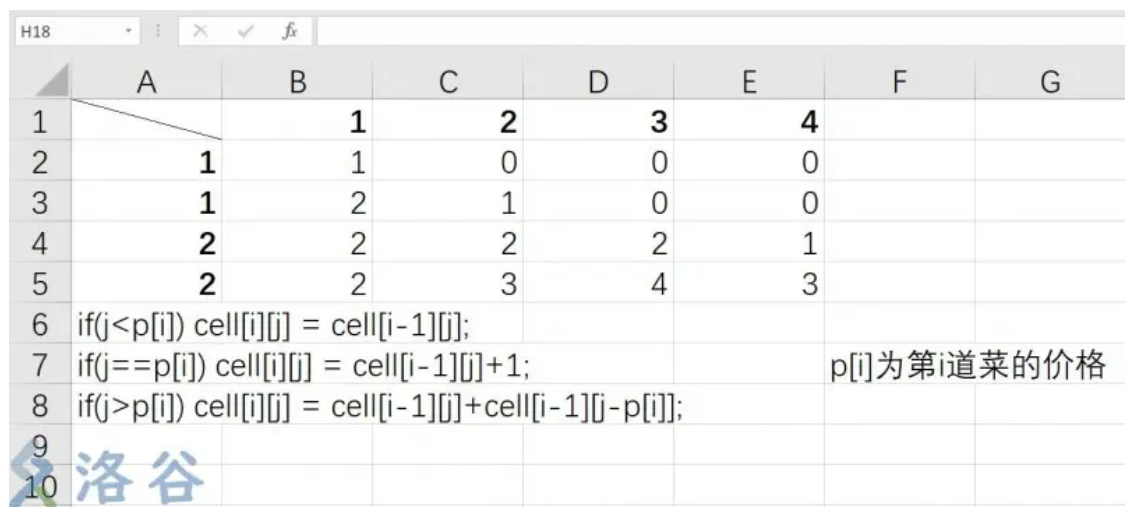 H18 fx
A B C D E F G
1 1 2 3 4
2 1 1 0 0 0
3 1 2 1 0 0
4 2 2 2 2 1
5 2 2 3 4 3
6 if(j<p[i]) cell[i][j] = cell[i-1][j];
7 if(j==p[i]) cell[i][j] = cell[i-1][j]+1; p[i]为第i道菜的价格
8 if(j>p[i]) cell[i][j] = cell[i-1][j]+cell[i-1][j-p[i]];
9
10
洛谷